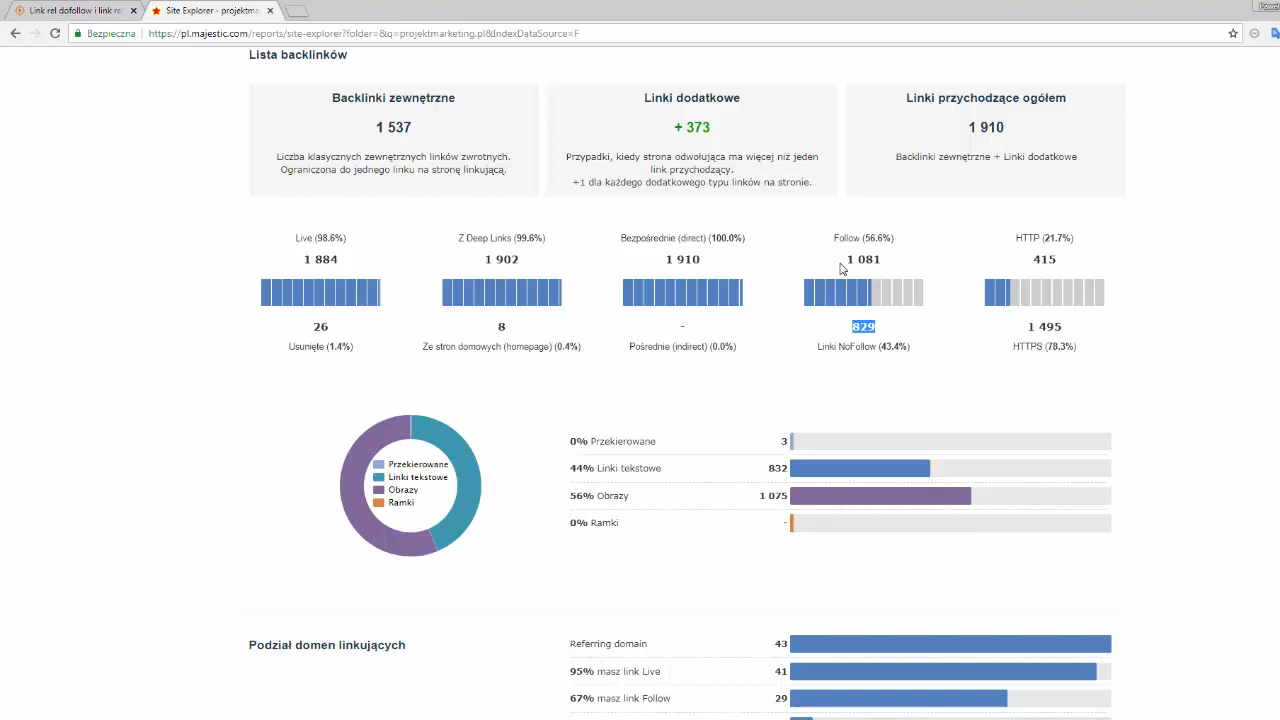 Link rel dofollow i link re
Site Explorer - projektma
Bezpieczna
https://pl.majestic.com/reports/site-explorer?folder=&q=projektmarketing.pl&IndexDataSource=F
Lista backlinków
Backlinki zewnętrzne
1 537
Liczba klasycznych zewnętrznych linków zwrotnych.
Ograniczona do jednego linku na stronę linkującą.
Linki dodatkowe
+ 373
Przypadki, kiedy strona odwołująca ma więcej niż jeden
link przychodzący.
+1 dla każdego dodatkowego typu linków na stronie.
Linki przychodzące ogółem
1 910
Backlinki zewnętrzne + Linki dodatkowe
Live (98.6%)
1 884
26
Usunięte (1.4%)
Z Deep Links (99.6%)
1 902
8
Ze stron domowych (homepage) (0.4%)
Bezpośrednie (direct) (100.0%)
1 910
-
Pośrednie (indirect) (0.0%)
Follow (56.6%)
1 081
829
Linki NoFollow (43.4%)
HTTP (21.7%)
415
1 495
HTTPS (78.3%)
Przekierowane
Linki tekstowe
Obrazy
Ramki
0% Przekierowane 3
44% Linki tekstowe 832
56% Obrazy 1 075
0% Ramki -
Podział domen linkujących
Referring domain 43
95% masz link Live 41
67% masz link Follow 29